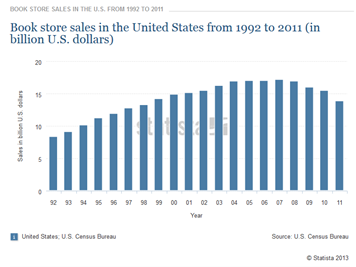 BOOK STORE SALES IN THE U.S. FROM 1992 TO 2011
Book store sales in the United States from 1992 to 2011 (in
billion U.S. dollars)
20
15
10
5
0
Sales in billion U.S. dollars
statista
92 93 94 95 96 97 98 99 00 01 02 03 04 05 06 07 08 09 10 11
Year
United States; U.S. Census Bureau
Source: U.S. Census Bureau
© Statista 2013